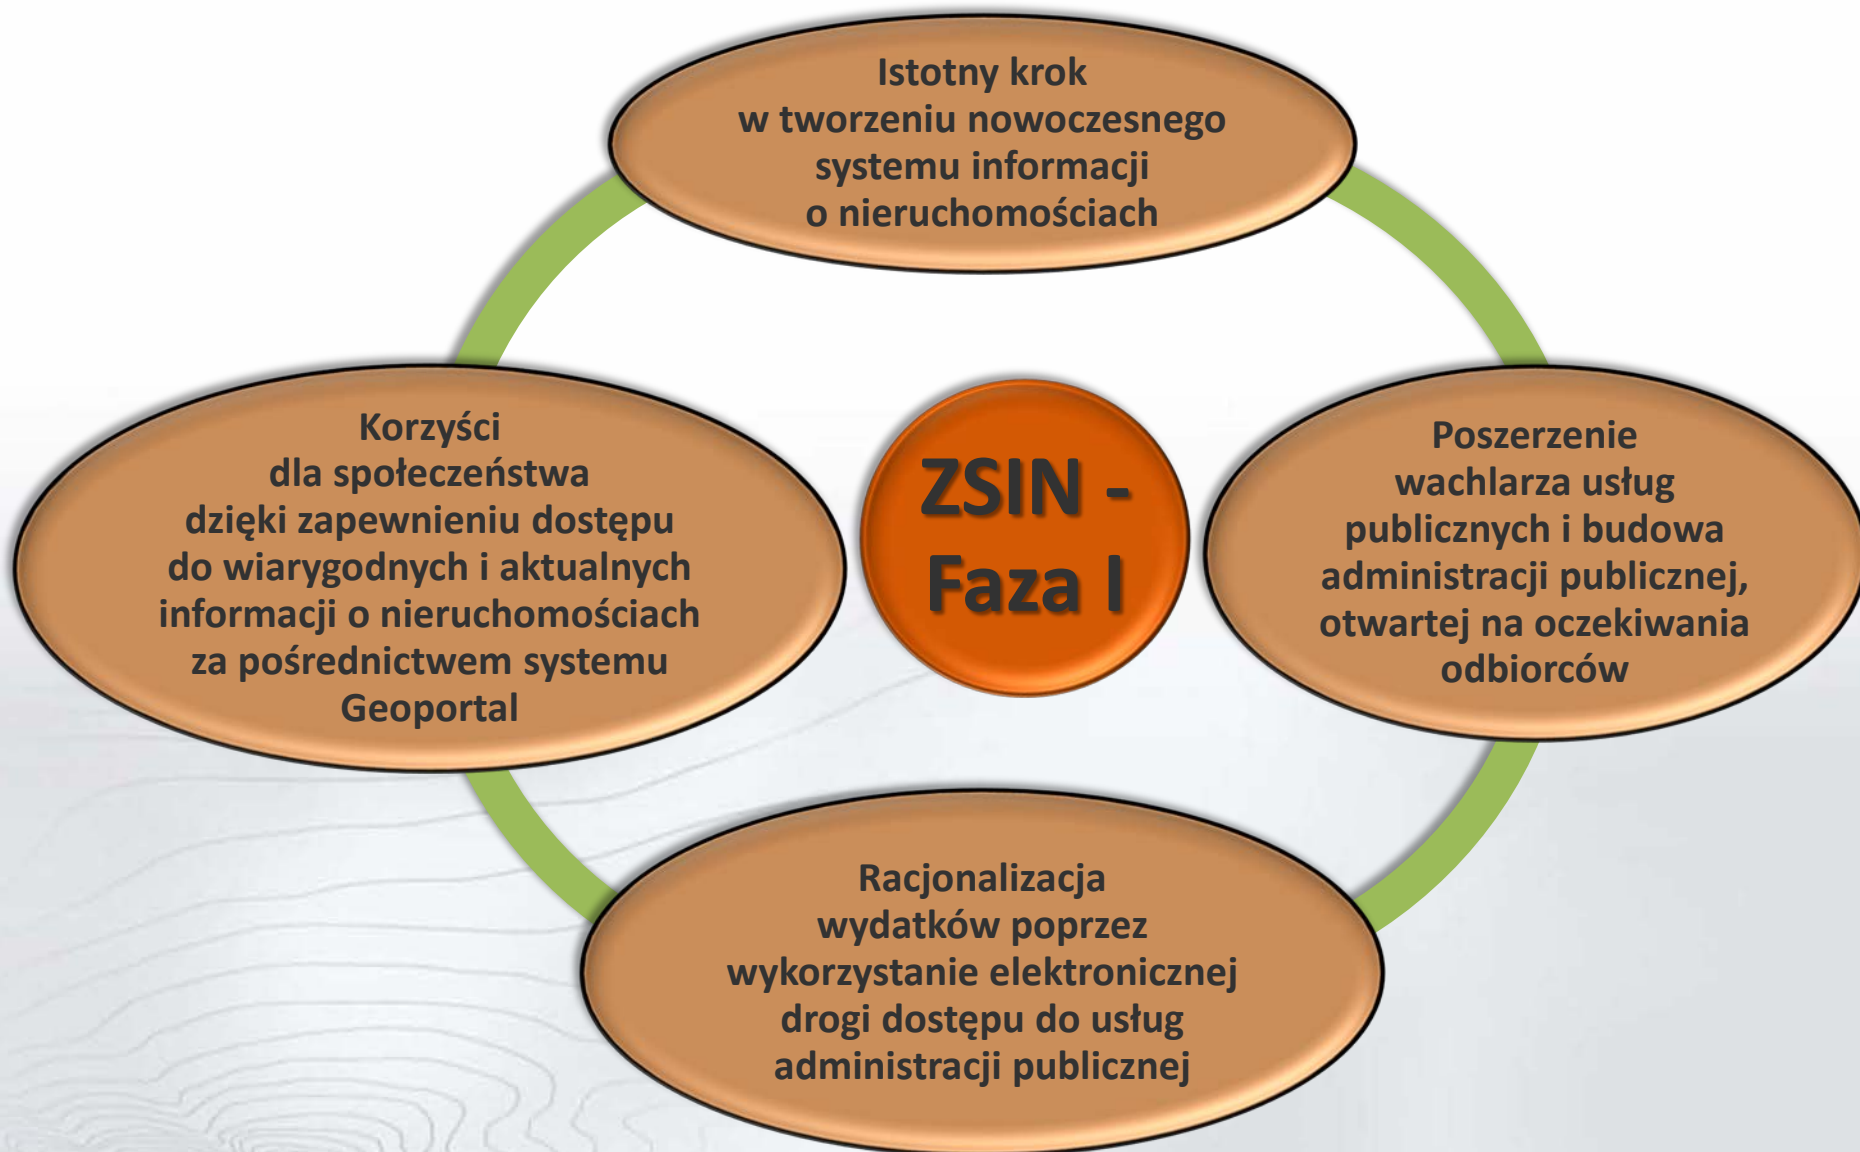 Istotny krok
w tworzeniu nowoczesnego
systemu informacji
o nieruchomościach
Korzyści
dla społeczeństwa
dzięki zapewnieniu dostępu
do wiarygodnych i aktualnych
informacji o nieruchomościach
za pośrednictwem systemu
Geoportal
ZSIN -
Faza I
Poszerzenie
wachlarza usług
publicznych i budowa
administracji publicznej,
otwartej na oczekiwania
odbiorców
Racjonalizacja
wydatków poprzez
wykorzystanie elektronicznej
drogi dostępu do usług
administracji publicznej